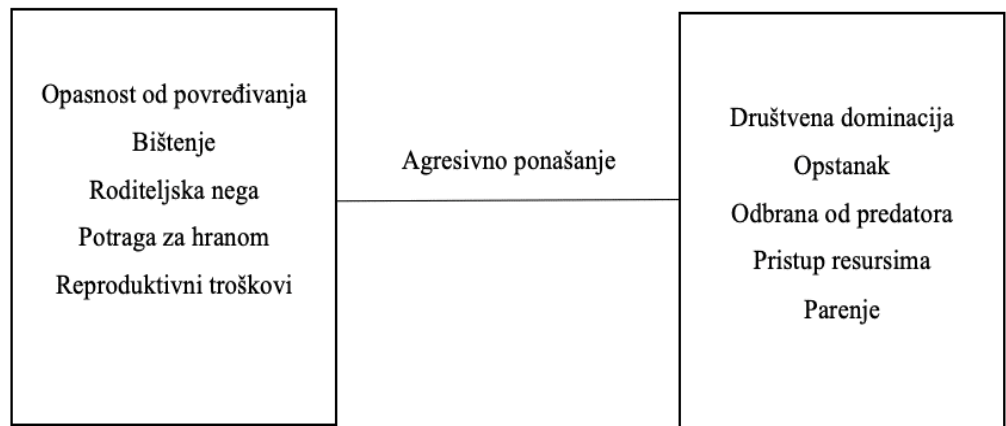 Opasnost od povređivanja
Bištenje
Roditeljska nega
Potraga za hranom
Reproduktivni troškovi
Agresivno ponašanje
Društvena dominacija
Opstanak
Odbrana od predatora
Pristup resursima
Parenje